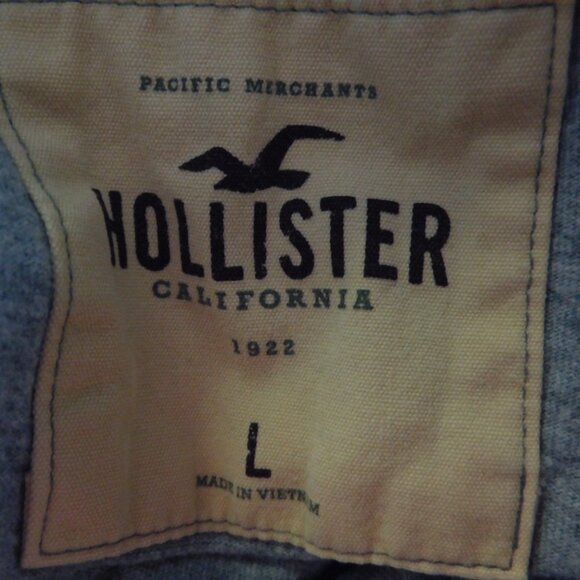 PACIFIC MERCHANTS
HOLLISTER
CALIFORNIA
1922
L
MADE IN VIETNAM